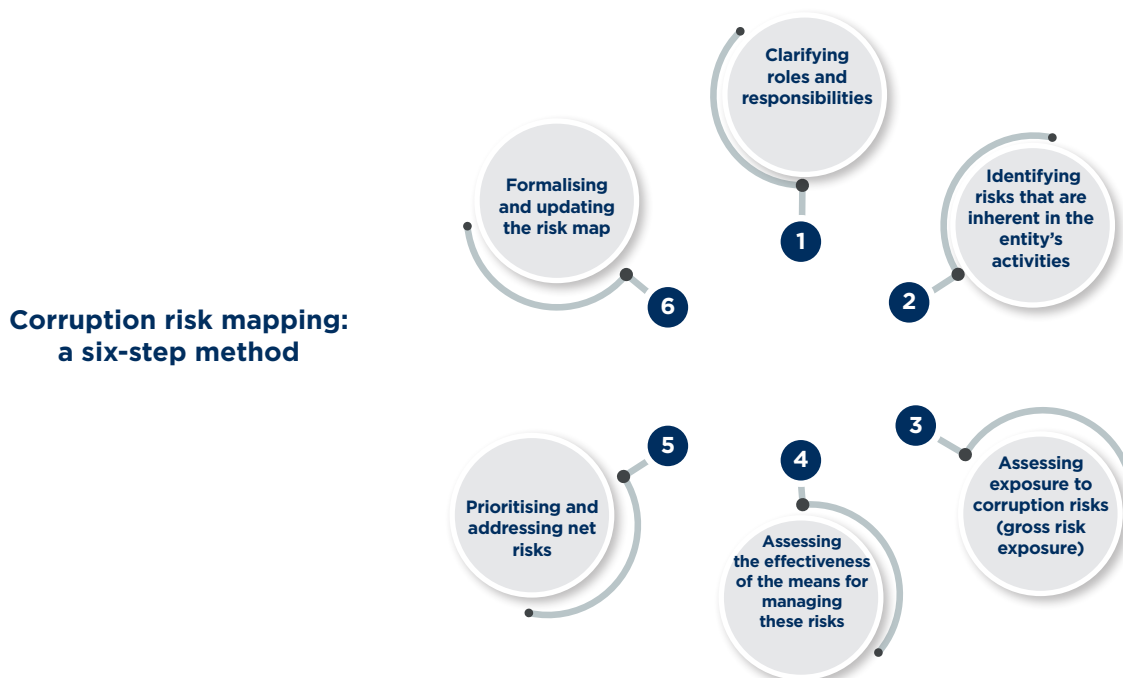 Corruption risk mapping:
a six-step method
Clarifying
roles and
responsibilities
1
Identifying
risks that are
inherent in the
entity's
activities
2
3
Assessing
exposure to
corruption risks
(gross risk
exposure)
4
Assessing
the effectiveness
of the means for
managing
these risks
5
Prioritising and
addressing net
risks
Formalising
and updating
the risk map
6